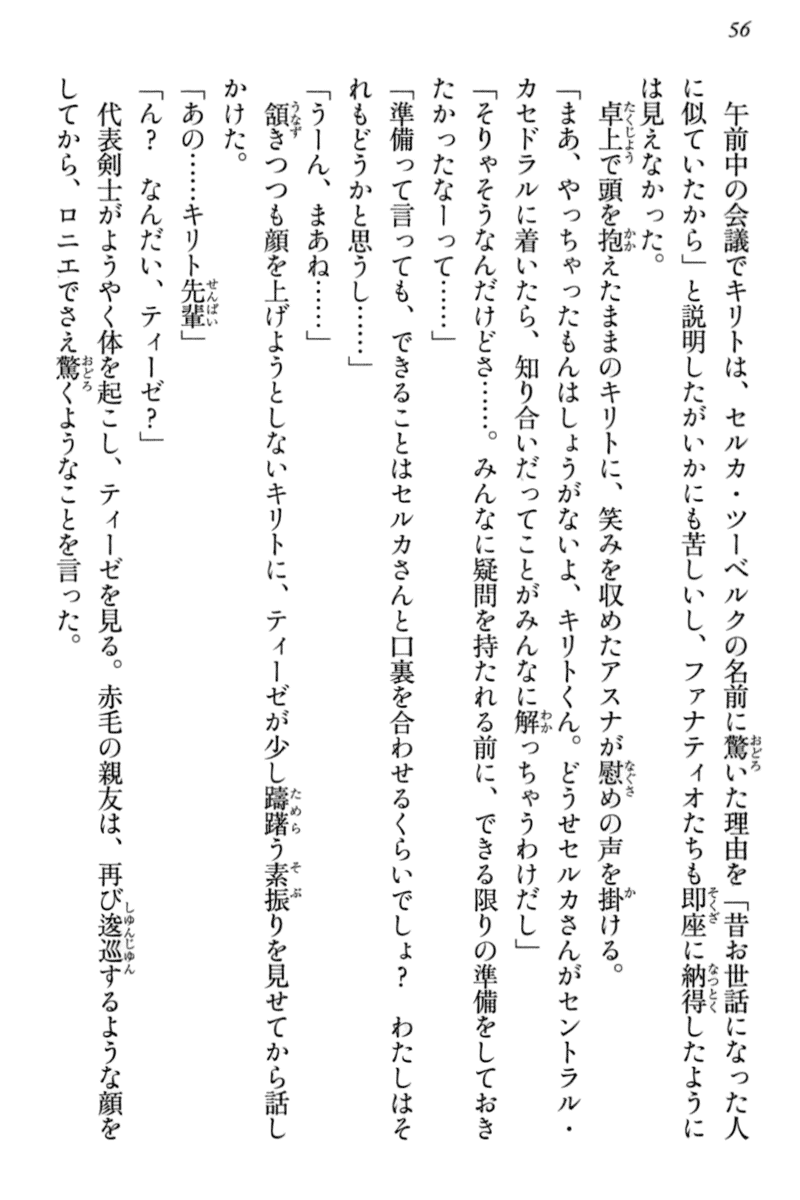 56
午前中の会議でキリトは、セルカ・ツーベルクの名前に驚いた理由を「昔お世話になった人
に似ていたから」と説明したがいかにも苦しいし、ファナティオたちも即座に納得したように
は見えなかった。
卓上で頭を抱えたままのキリトに、笑みを収めたアスナが慰めの声を掛ける。
「まあ、やっちゃったもんはしょうがないよ、キリトくん。どうせセルカさんがセントラル・
カセドラルに着いたら、知り合いだってことがみんなに解っちゃうわけだし」
「そりゃそうなんだけどさ……。みんなに疑問を持たれる前に、できる限りの準備をしておき
たかったなーって……」
「準備って言っても、できることはセルカさんと口裏を合わせるくらいでしょ？　わたしはそ
れもどうかと思うし……」
「うーん、まあね……」
頷きつつも顔を上げようとしないキリトに、ティーゼが少し躊躇う素振りを見せてから話し
かけた。
「あの……キリト先輩」
「ん？　なんだい、ティーゼ？」
代表剣士がようやく体を起こし、ティーゼを見る。赤毛の親友は、再び逡巡するような顔を
してから、ロニエでさえ驚くようなことを言った。